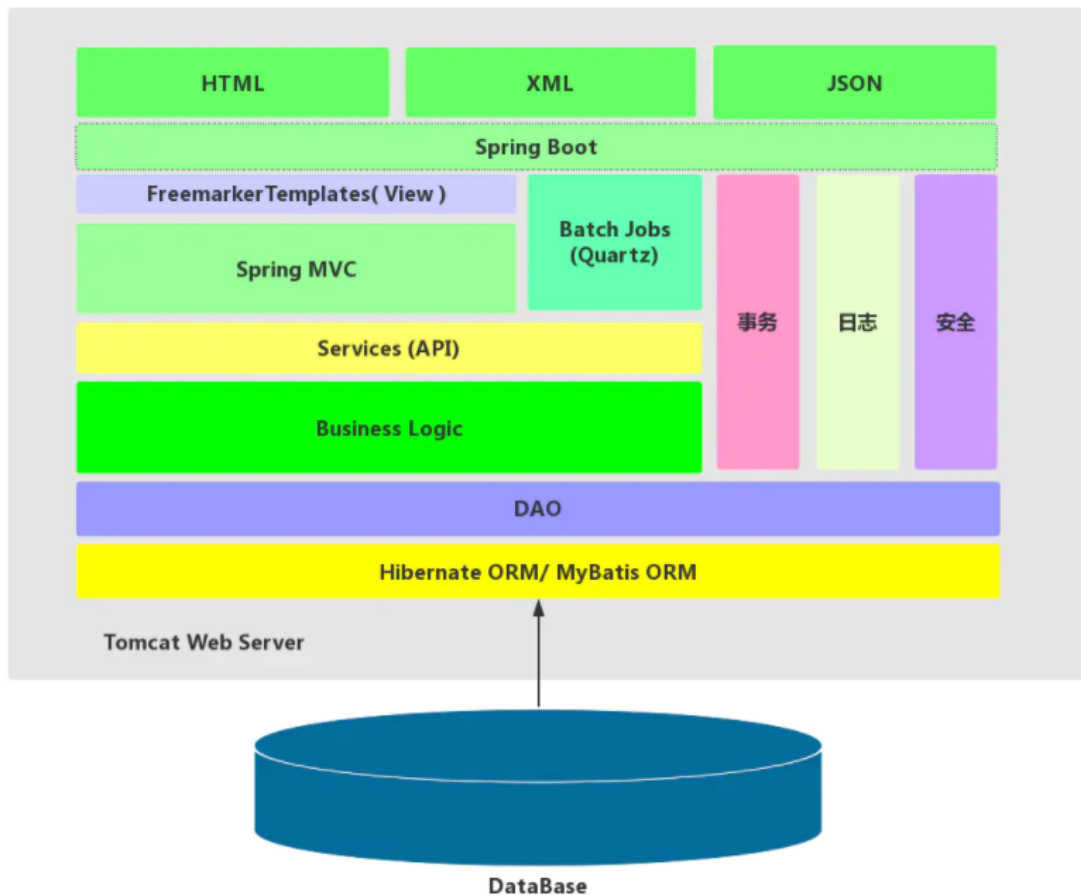 HTML
XML
JSON
Spring Boot
FreemarkerTemplates( View )
Batch Jobs
(Quartz)
Spring MVC
事务
日志
安全
Services (API)
Business Logic
DAO
Hibernate ORM/ MyBatis ORM
Tomcat Web Server
DataBase